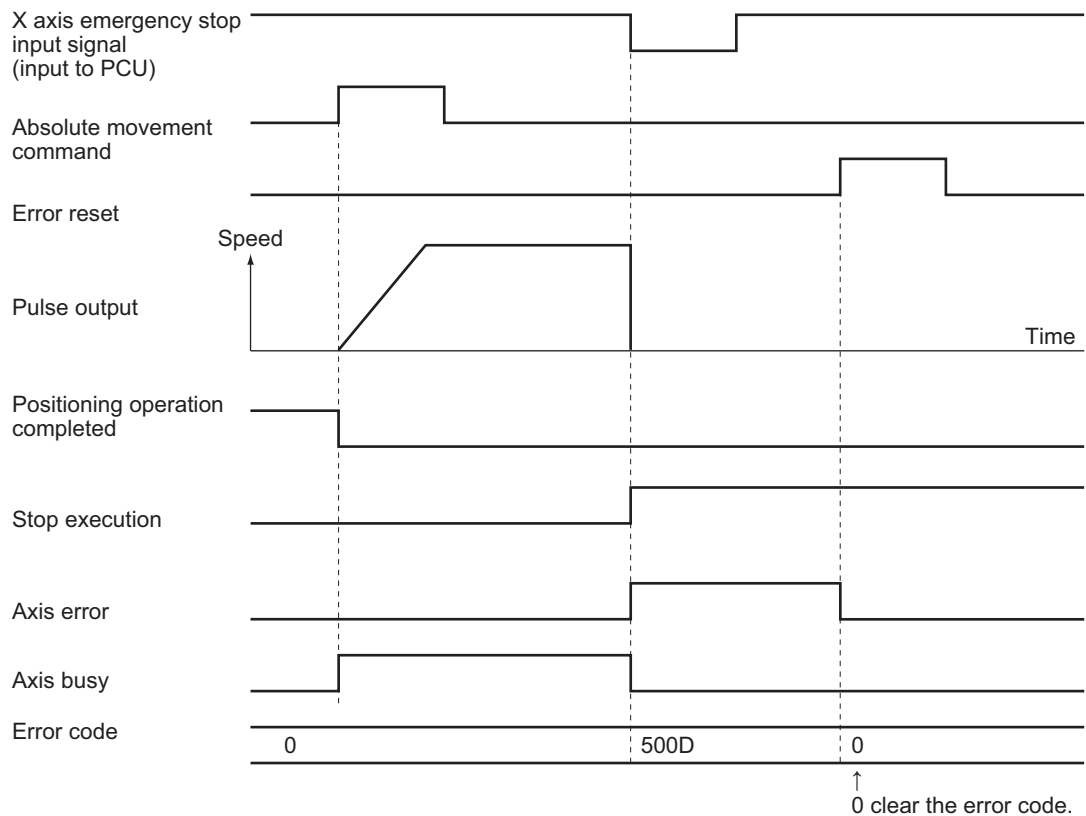 X axis emergency stop
input signal
(input to PCU)
Absolute movement
command
Error reset
Speed
Pulse output
Time
Positioning operation
completed
Stop execution
Axis error
Axis busy
Error code
0
500D
0
0 clear the error code.